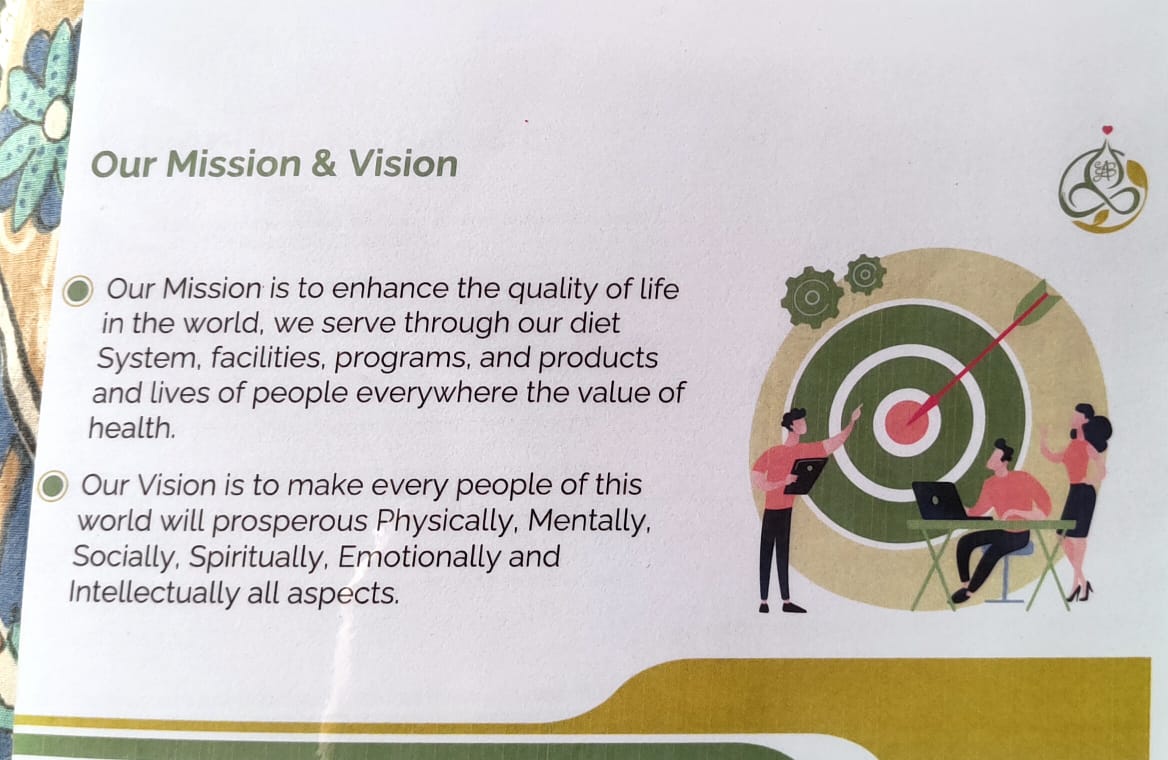 Our Mission & Vision
Our Mission is to enhance the quality of life
in the world, we serve through our diet
System, facilities, programs, and products
and lives of people everywhere the value of
health.
Our Vision is to make every people of this
world will prosperous Physically, Mentally,
Socially, Spiritually, Emotionally and
Intellectually all aspects.